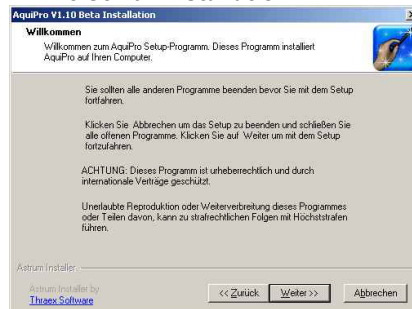 AquiPro V1.10 Beta Installation
Willkommen
Willkommen zum AquiPro Setup-Programm. Dieses Programm installiert
AquiPro auf Ihren Computer.
Sie sollten alle anderen Programme beenden bevor Sie mit dem Setup
fortfahren.
Klicken Sie Abbrechen um das Setup zu beenden und schließen Sie
alle offenen Programme. Klicken Sie auf Weiter um mit dem Setup
fortzufahren.
ACHTUNG: Dieses Programm ist urheberrechtlich und durch
internationale Verträge geschützt.
Unerlaubte Reproduktion oder Weiterverbreitung dieses Programmes
oder Teilen davon, kann zu strafrechtlichen Folgen mit Höchststrafen
führen.
Astrum Installer
Astrum Installer by
Thraex Software
<< Zurück
Weiter >>
Abbrechen